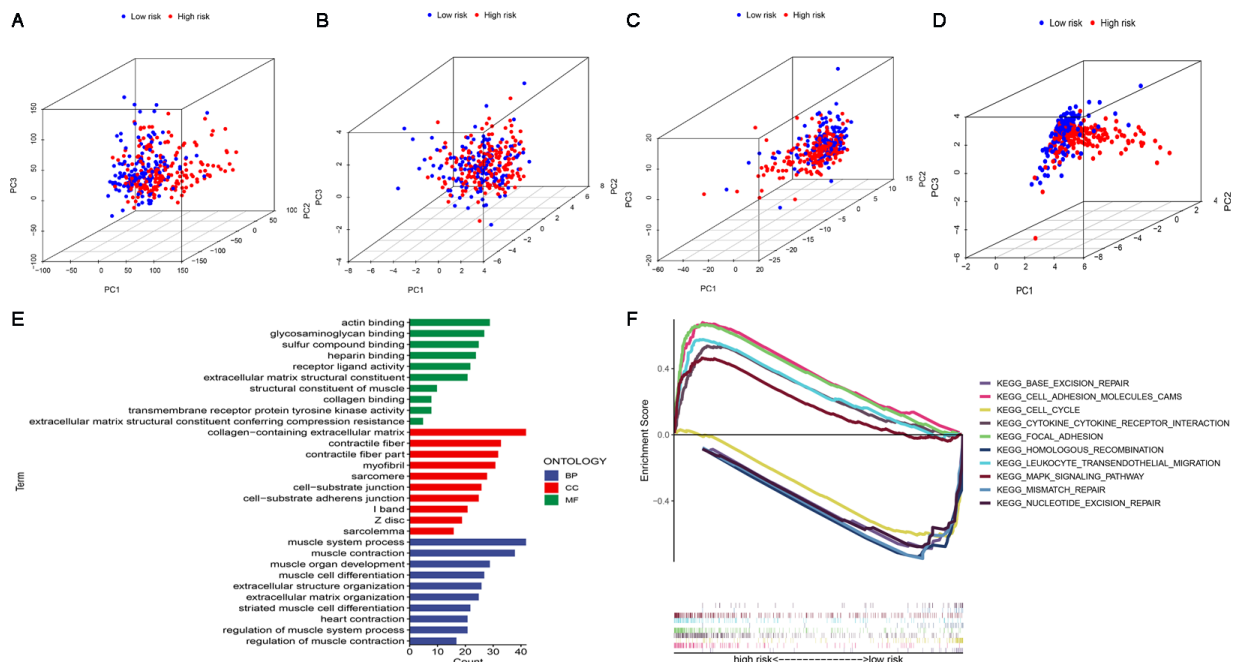 A
Low risk High risk
PC3
150
100
50
0
−50
−100
−100 −50 0 50 100 150
PC1
−150
−100
−50
0
50
100
PC2
B
Low risk High risk
PC3
4
2
0
−2
−4
−8 −6 −4 −2 0 2 4
PC1
−6
−4
−2
0
2
4
6
8
PC2
C
Low risk High risk
PC3
20
10
0
−10
−20
−60 −40 −20 0 20
PC1
−25
−20
−15
−10
−5
0
5
10
15
PC2
D
Low risk High risk
PC3
4
2
0
−2
−4
−6
−2 0 2 4 6
PC1
−8
−6
−4
−2
0
2
4
PC2
E
Term
actin binding
glycosaminoglycan binding
sulfur compound binding
heparin binding
receptor ligand activity
extracellular matrix structural constituent
structural constituent of muscle
collagen binding
transmembrane receptor protein tyrosine kinase activity
extracellular matrix structural constituent conferring compression resistance
collagen−containing extracellular matrix
contractile fiber
contractile fiber part
myofibril
sarcomere
cell−substrate junction
cell−substrate adherens junction
I band
Z disc
sarcolemma
muscle system process
muscle contraction
muscle organ development
muscle cell differentiation
extracellular structure organization
extracellular matrix organization
striated muscle cell differentiation
heart contraction
regulation of muscle system process
regulation of muscle contraction
0 10 20 30 40
Count
ONTOLOGY
BP
CC
MF
F
Enrichment Score
0.4
0.0
−0.4
high risk<--------------->low risk
KEGG_BASE_EXCISION_REPAIR
KEGG_CELL_ADHESION_MOLECULES_CAMS
KEGG_CELL_CYCLE
KEGG_CYTOKINE_CYTOKINE_RECEPTOR_INTERACTION
KEGG_FOCAL_ADHESION
KEGG_HOMOLOGOUS_RECOMBINATION
KEGG_LEUKOCYTE_TRANSENDOTHELIAL_MIGRATION
KEGG_MAPK_SIGNALING_PATHWAY
KEGG_MISMATCH_REPAIR
KEGG_NUCLEOTIDE_EXCISION_REPAIR